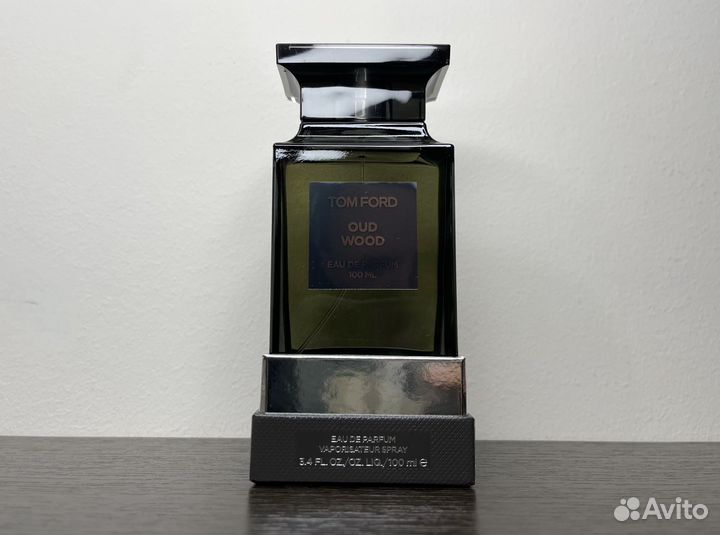 TOM FORD
OUD
WOOD
EAU DE PARFUM
100 ML
EAU DE PARFUM
VAPORISATEUR SPRAY
3.4 FL. OZ./OZ. LIQ./100 ml ℮
Avito